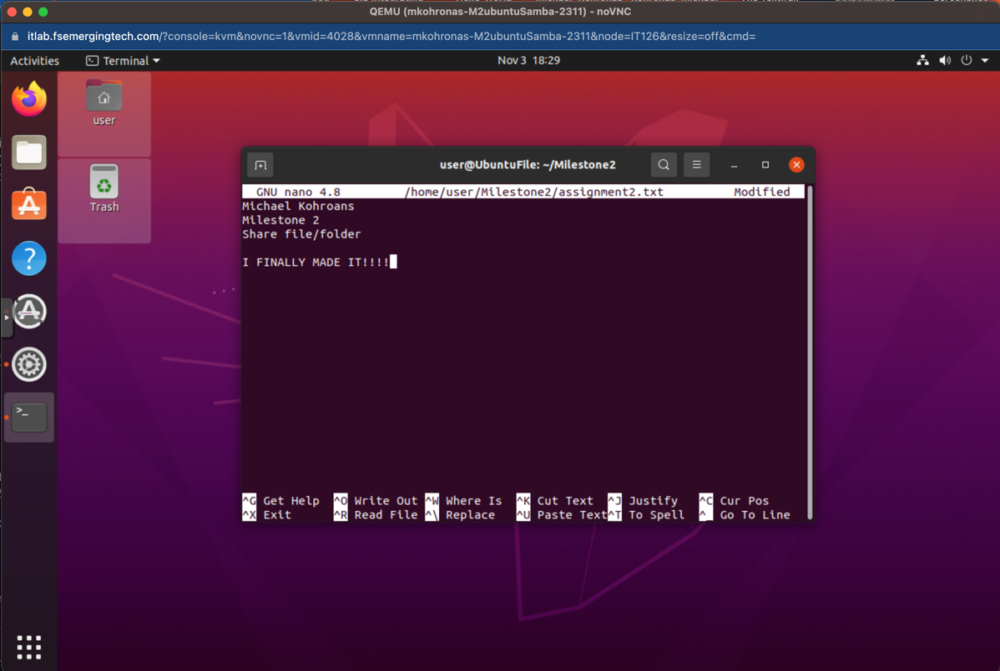 QEMU (mkohronas-M2ubuntuSamba-2311) - noVNC
itlab.fsemergingtech.com/?console=kvm&novnc=1&vmid=4028&vmname=mkohronas-M2ubuntuSamba-2311&node=IT126&resize=off&cmd=
Activities Terminal Nov 3 18:29
user
Trash
user@UbuntuFile: ~/Milestone2
GNU nano 4.8 /home/user/Milestone2/assignment2.txt Modified
Michael Kohroans
Milestone 2
Share file/folder
I FINALLY MADE IT!!!!
^G Get Help ^O Write Out ^W Where Is ^K Cut Text ^J Justify ^C Cur Pos
^X Exit ^R Read File ^\ Replace ^U Paste Text^T To Spell ^_ Go To Line